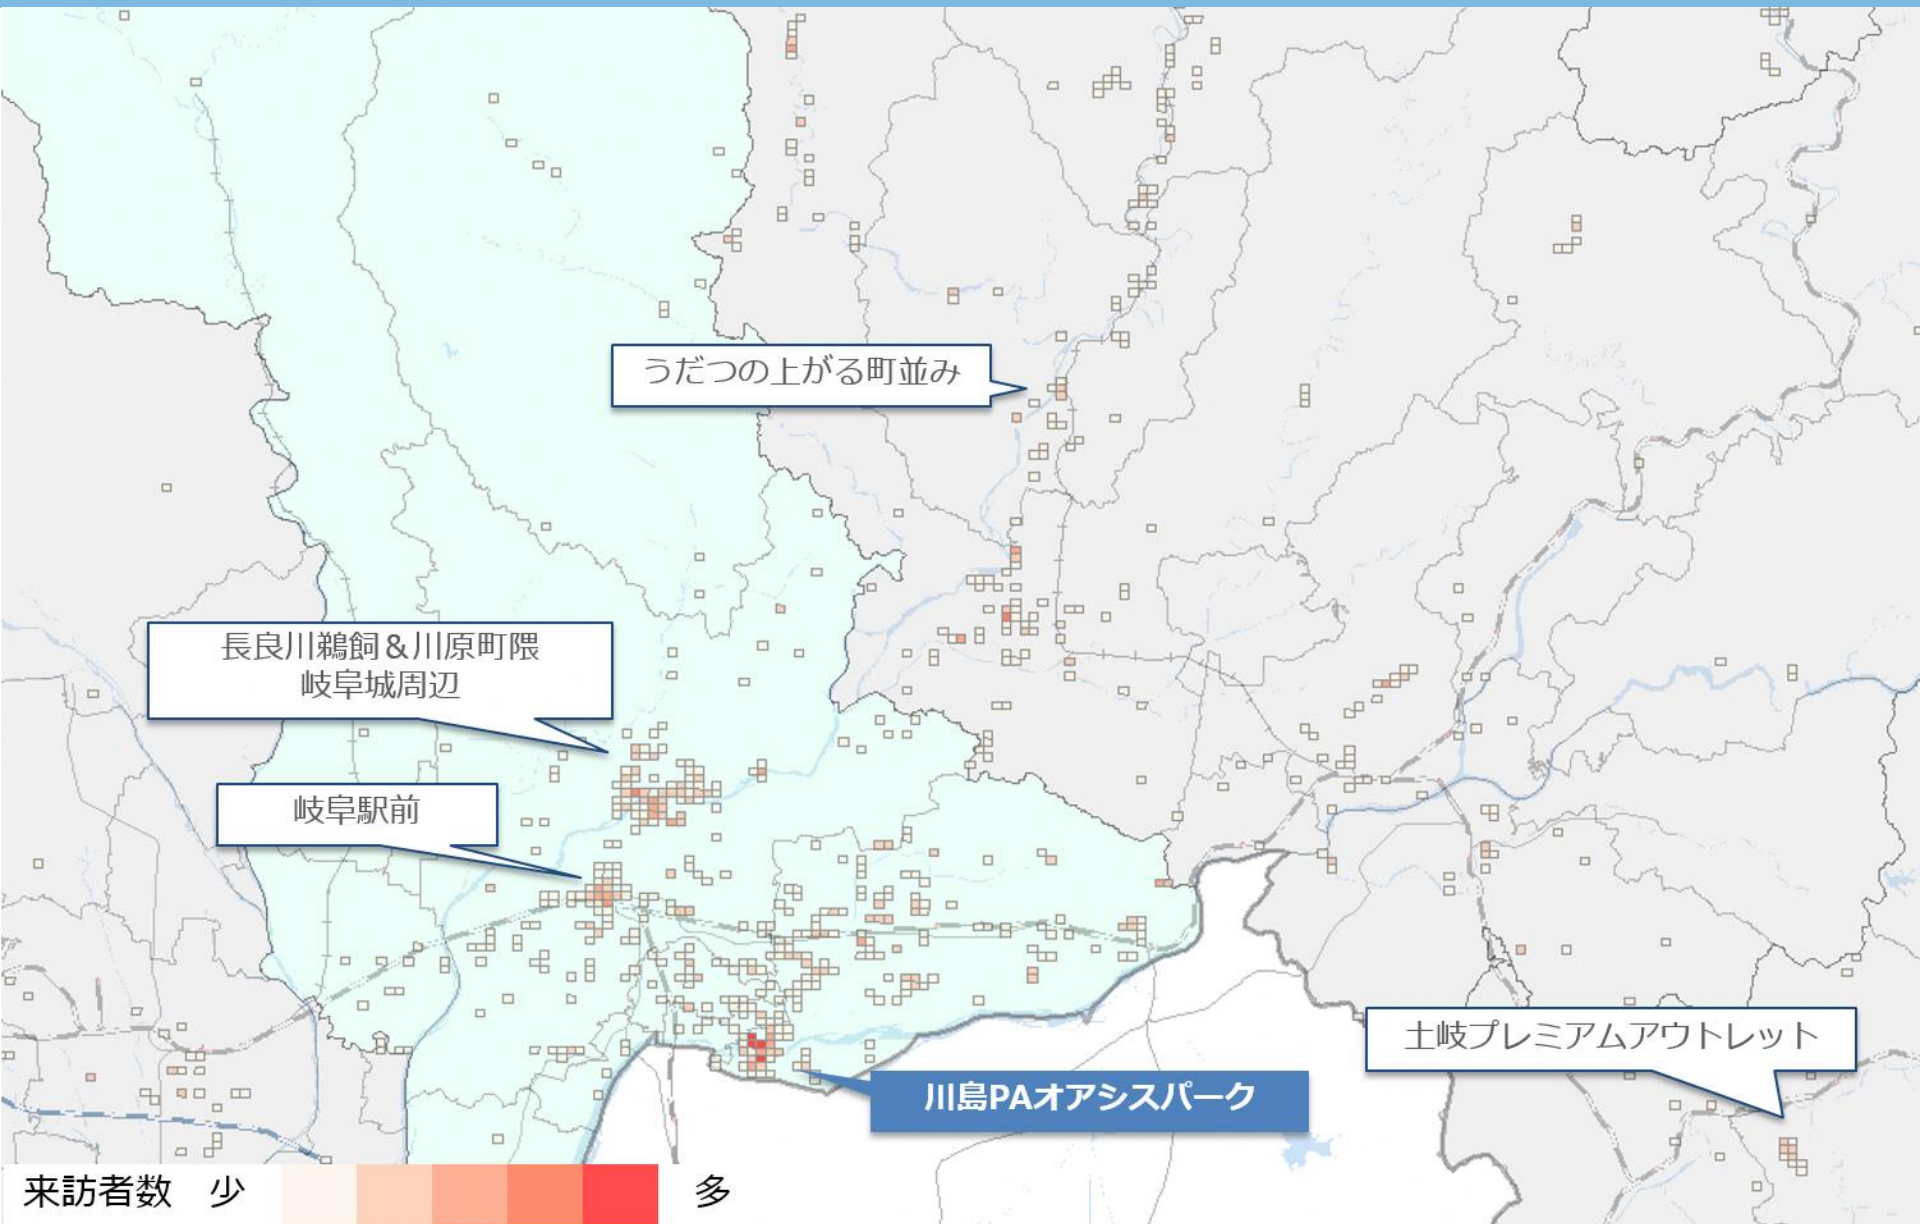 うだつの上がる町並み
長良川鵜飼＆川原町隈
岐阜城周辺
岐阜駅前
土岐プレミアムアウトレット
川島PAオアシスパーク
来訪者数 少 多